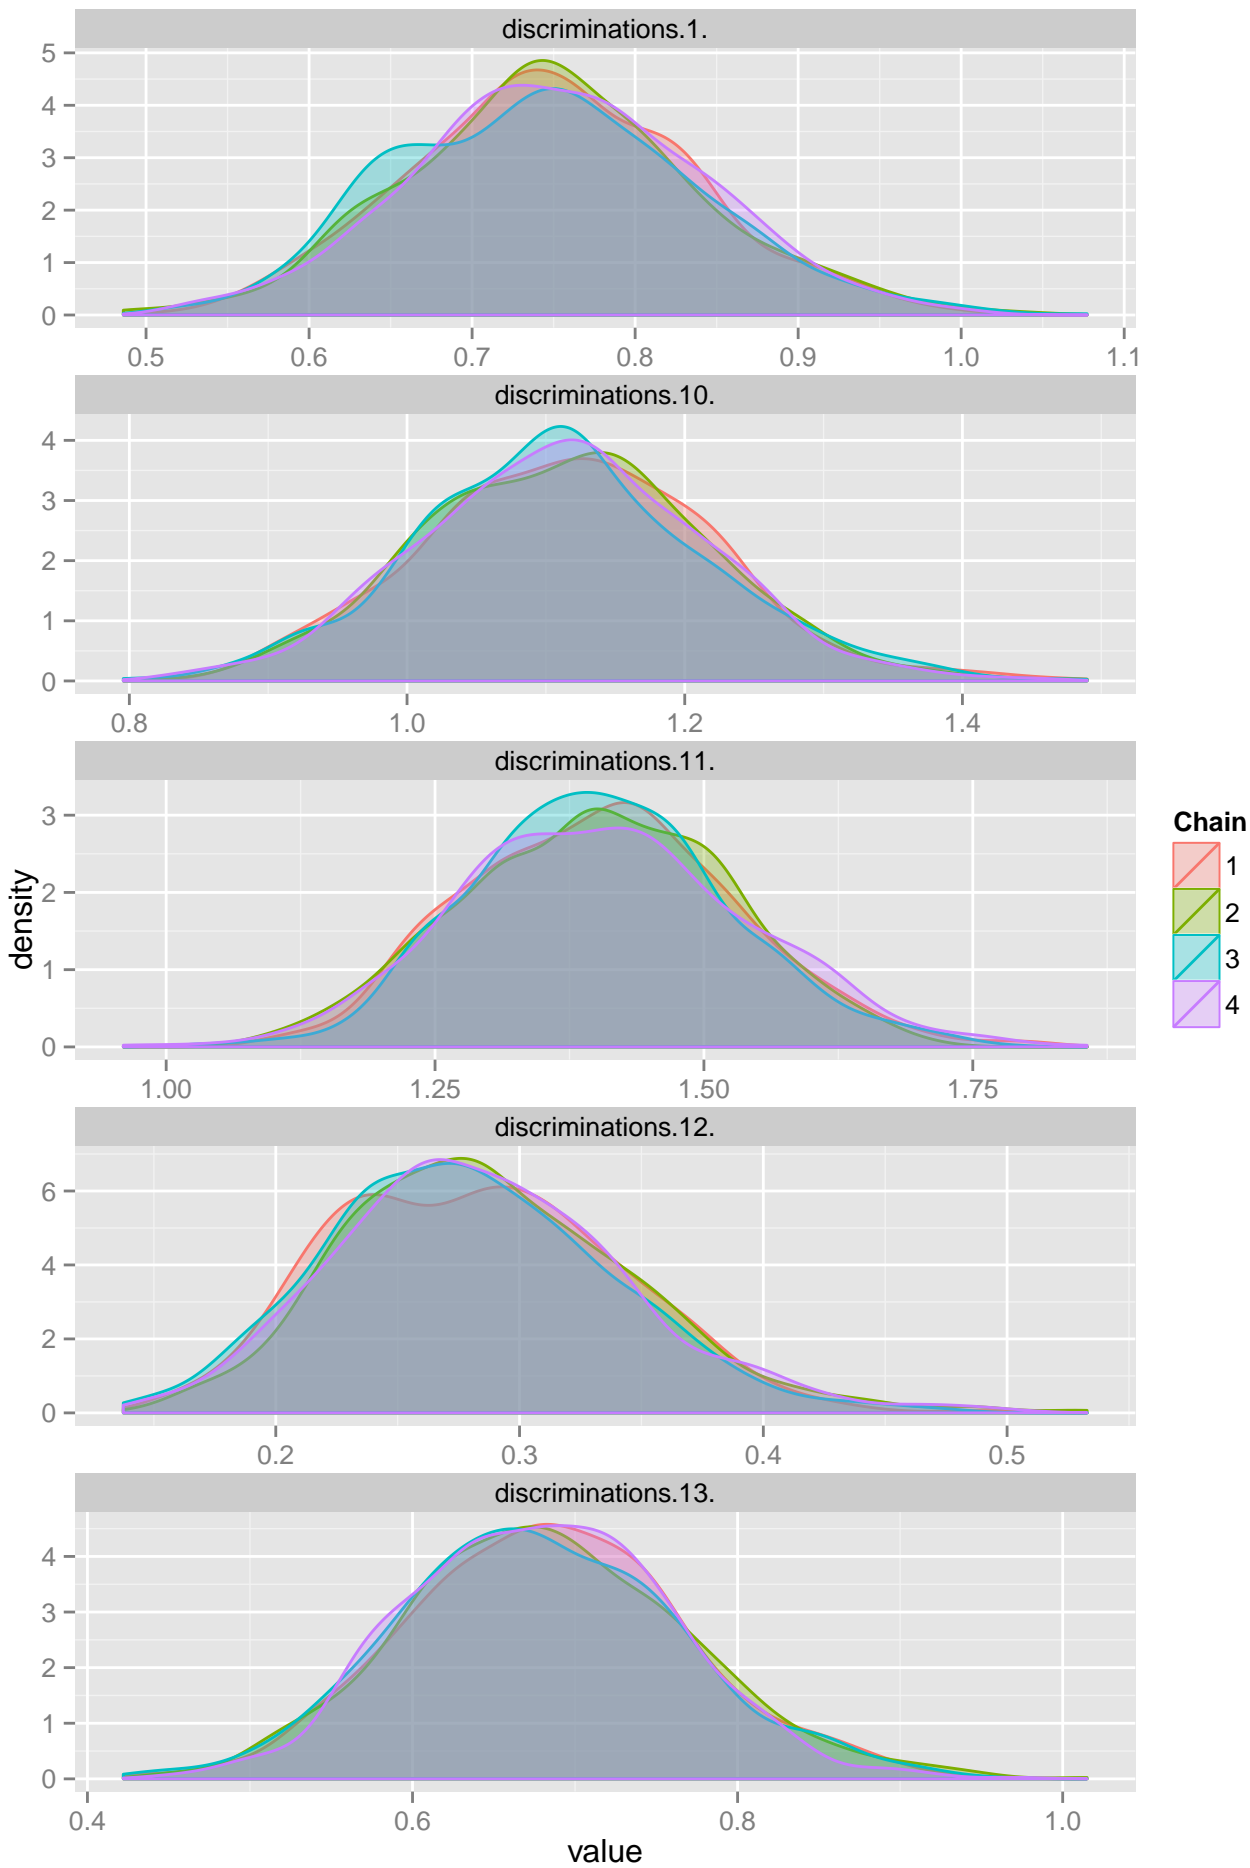 discriminations.1.
5
4
3
2
1
0
0.5 0.6 0.7 0.8 0.9 1.0 1.1
discriminations.10.
4
3
2
1
0
0.8 1.0 1.2 1.4
discriminations.11.
3
2
1
0
1.00 1.25 1.50 1.75
discriminations.12.
6
4
2
0
0.2 0.3 0.4 0.5
discriminations.13.
4
3
2
1
0
0.4 0.6 0.8 1.0
value
density
Chain
1
2
3
4